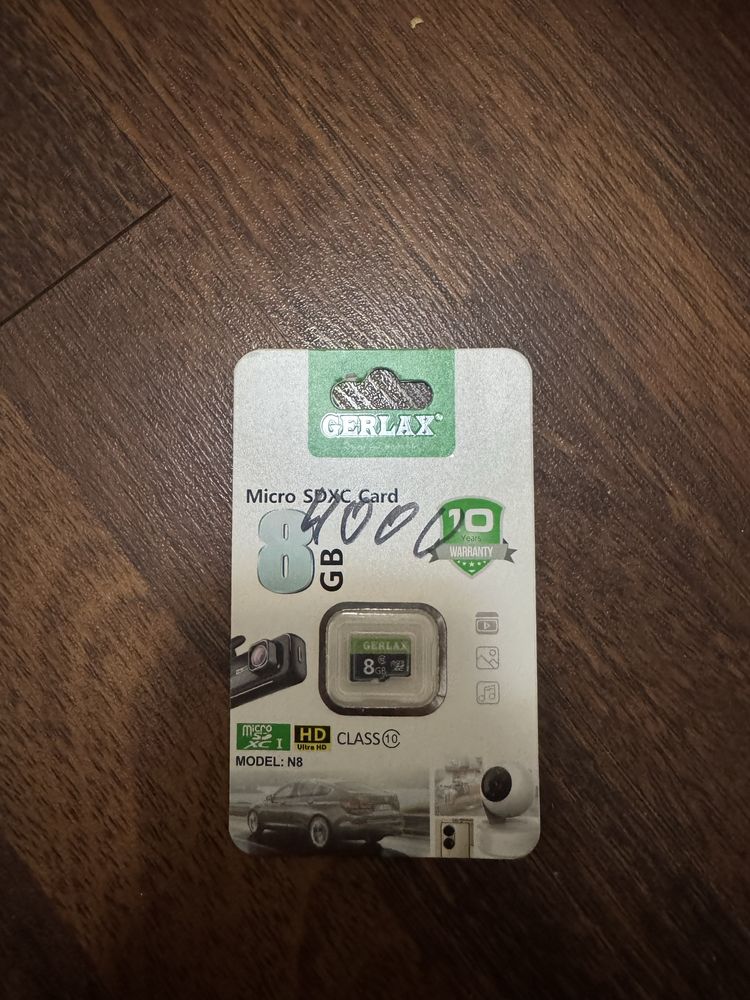 GERLAX
Micro SDXC Card
4000
8 GB
10
Years
WARRANTY
GERLAX
8 GB
micro SD XC I
HD
Ultra HD
CLASS 10
MODEL: N8